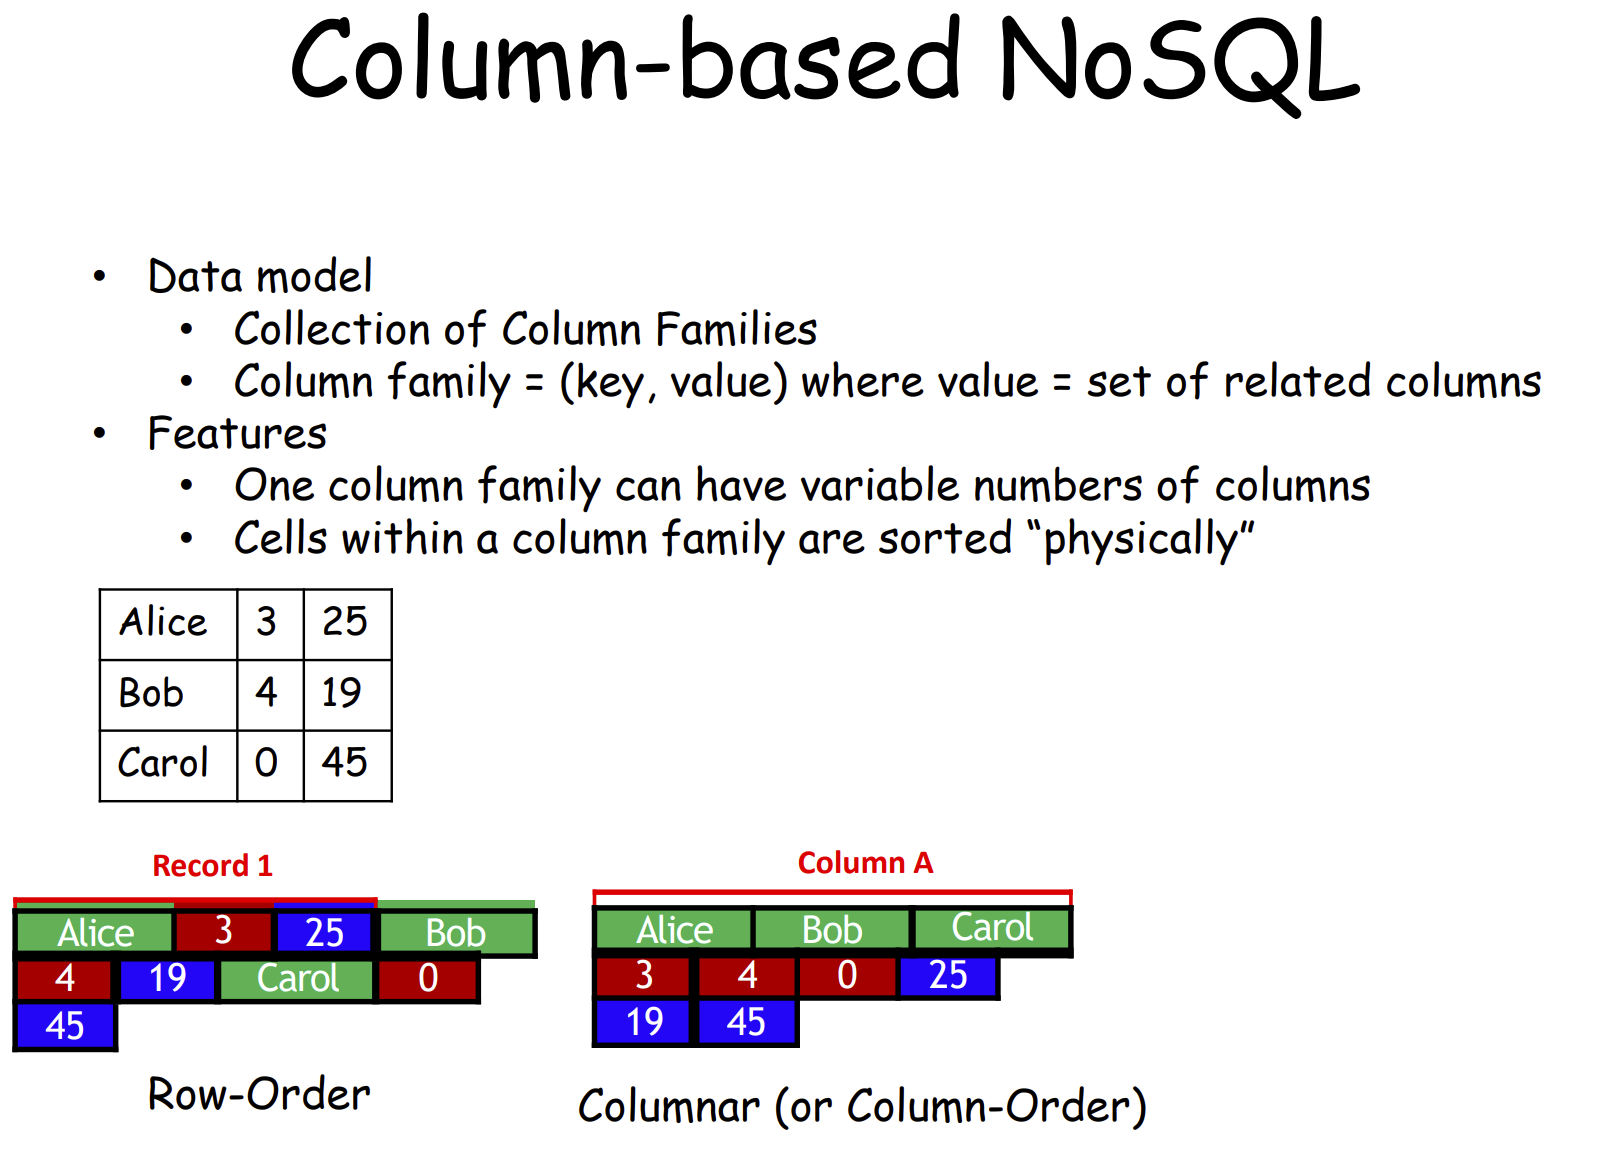 Column-based NoSQL
• Data model
• Collection of Column Families
• Column family = (key, value) where value = set of related columns
• Features
• One column family can have variable numbers of columns
• Cells within a column family are sorted “physically”
Alice 3 25
Bob 4 19
Carol 0 45
Record 1
Alice 3 25 Bob
4 19 Carol 0
45
Row-Order
Column A
Alice Bob Carol
3 4 0 25
19 45
Columnar (or Column-Order)